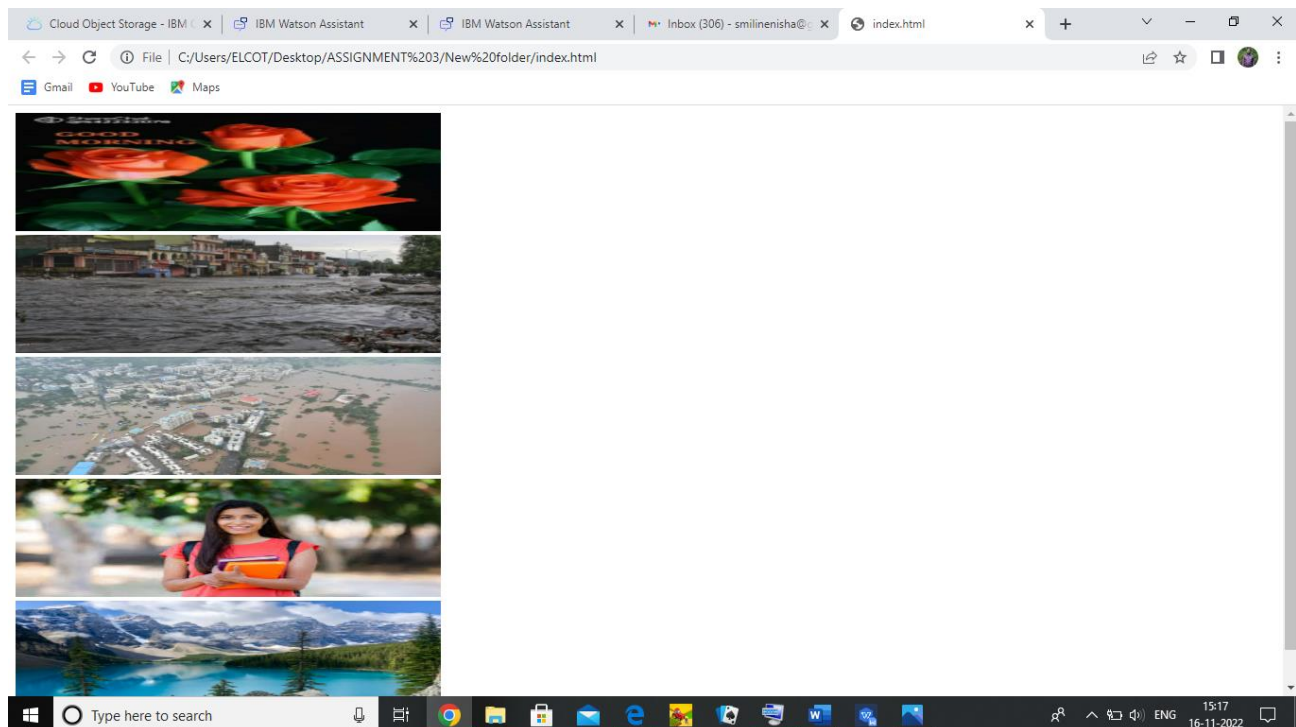 Cloud Object Storage - IBM C
IBM Watson Assistant
IBM Watson Assistant
Inbox (306) - smilinenisha@g
index.html
File | C:/Users/ELCOT/Desktop/ASSIGNMENT%203/New%20folder/index.html
Gmail
YouTube
Maps
GOOD
MORNING
Type here to search
ENG
15:17
16-11-2022